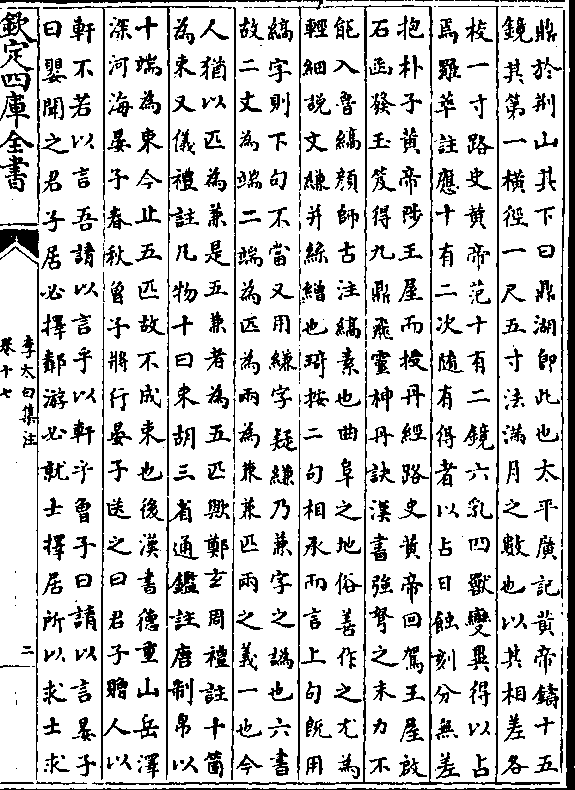 鼎於荆山其下曰鼎湖即此也太平廣記黄帝鑄十五
鏡其第一横徑一尺五寸法滿月之數也以其相差各
校一寸路史黄帝范十有二鏡六乳四獸變異得以占
焉羅苹註應十有二次隨有得者以占日蝕刻分無差
抱朴子黄帝陟王屋而授丹經路史黄帝回駕王屋啟
石函發玉笈得九鼎飛靈神丹訣漢書強弩之末力不
能入魯縞顔師古注縞素也曲阜之地俗善作之尤為
輕細説文縑并絲繒也琦按二句相承而言上句既用
縞字則下句不當又用縑字疑縑乃兼字之譌也六書
故二丈為端二端為匹為兩為兼兼匹兩之義一也今
人猶以匹為兼是五兼者為五匹歟鄭玄周禮註十箇
為束又儀禮註凡物十曰束胡三省通鑑註唐制帛以
十端為束今止五匹故不成束也後漢書德重山岳澤
深河海晏子春秋曾子將行晏子送之曰君子贈人以
軒不若以言吾請以言乎以軒乎曾子曰請以言晏子
曰嬰聞之君子居必擇鄰游必就士擇居所以求士求
欽定四庫全書
李太白集注
卷十七
二